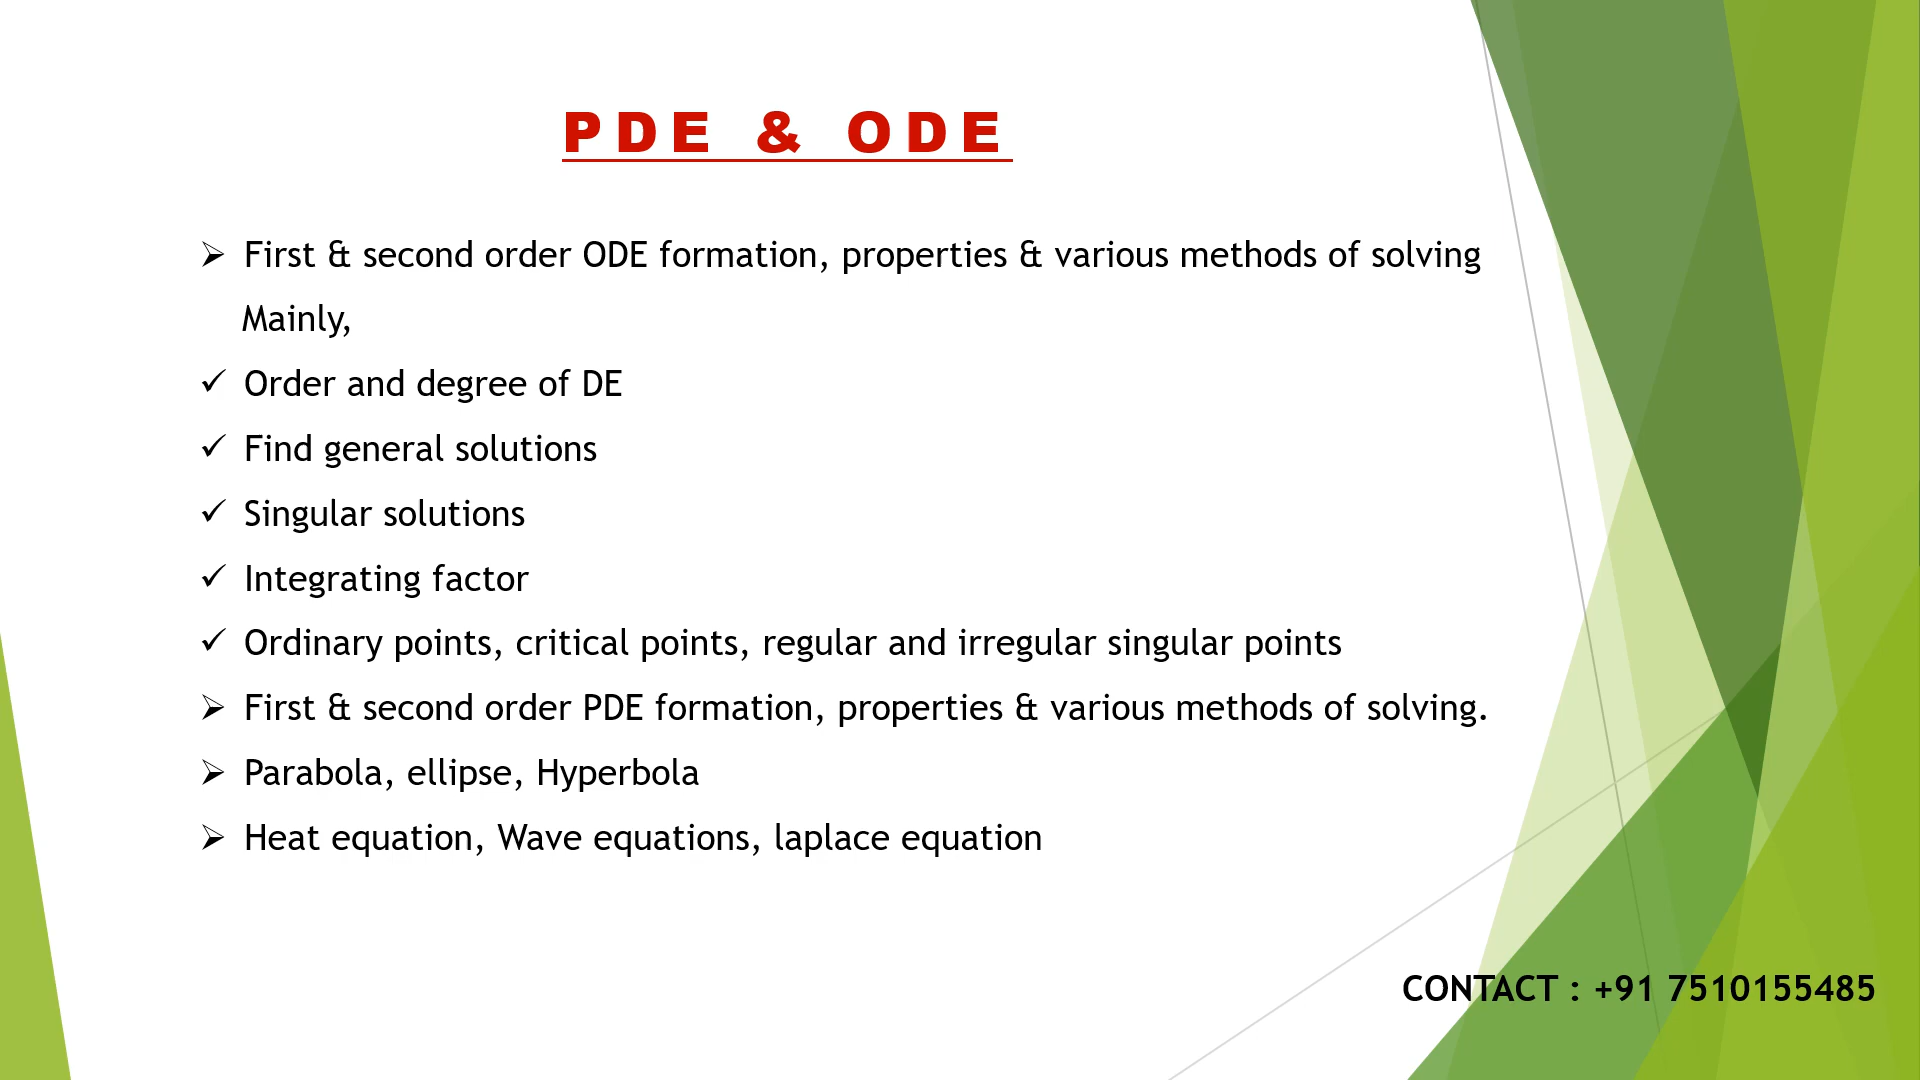 PDE & ODE
➢ First & second order ODE formation, properties & various methods of solving
Mainly,
✓ Order and degree of DE
✓ Find general solutions
✓ Singular solutions
✓ Integrating factor
✓ Ordinary points, critical points, regular and irregular singular points
➢ First & second order PDE formation, properties & various methods of solving.
➢ Parabola, ellipse, Hyperbola
➢ Heat equation, Wave equations, laplace equation
CONTACT : +91 7510155485